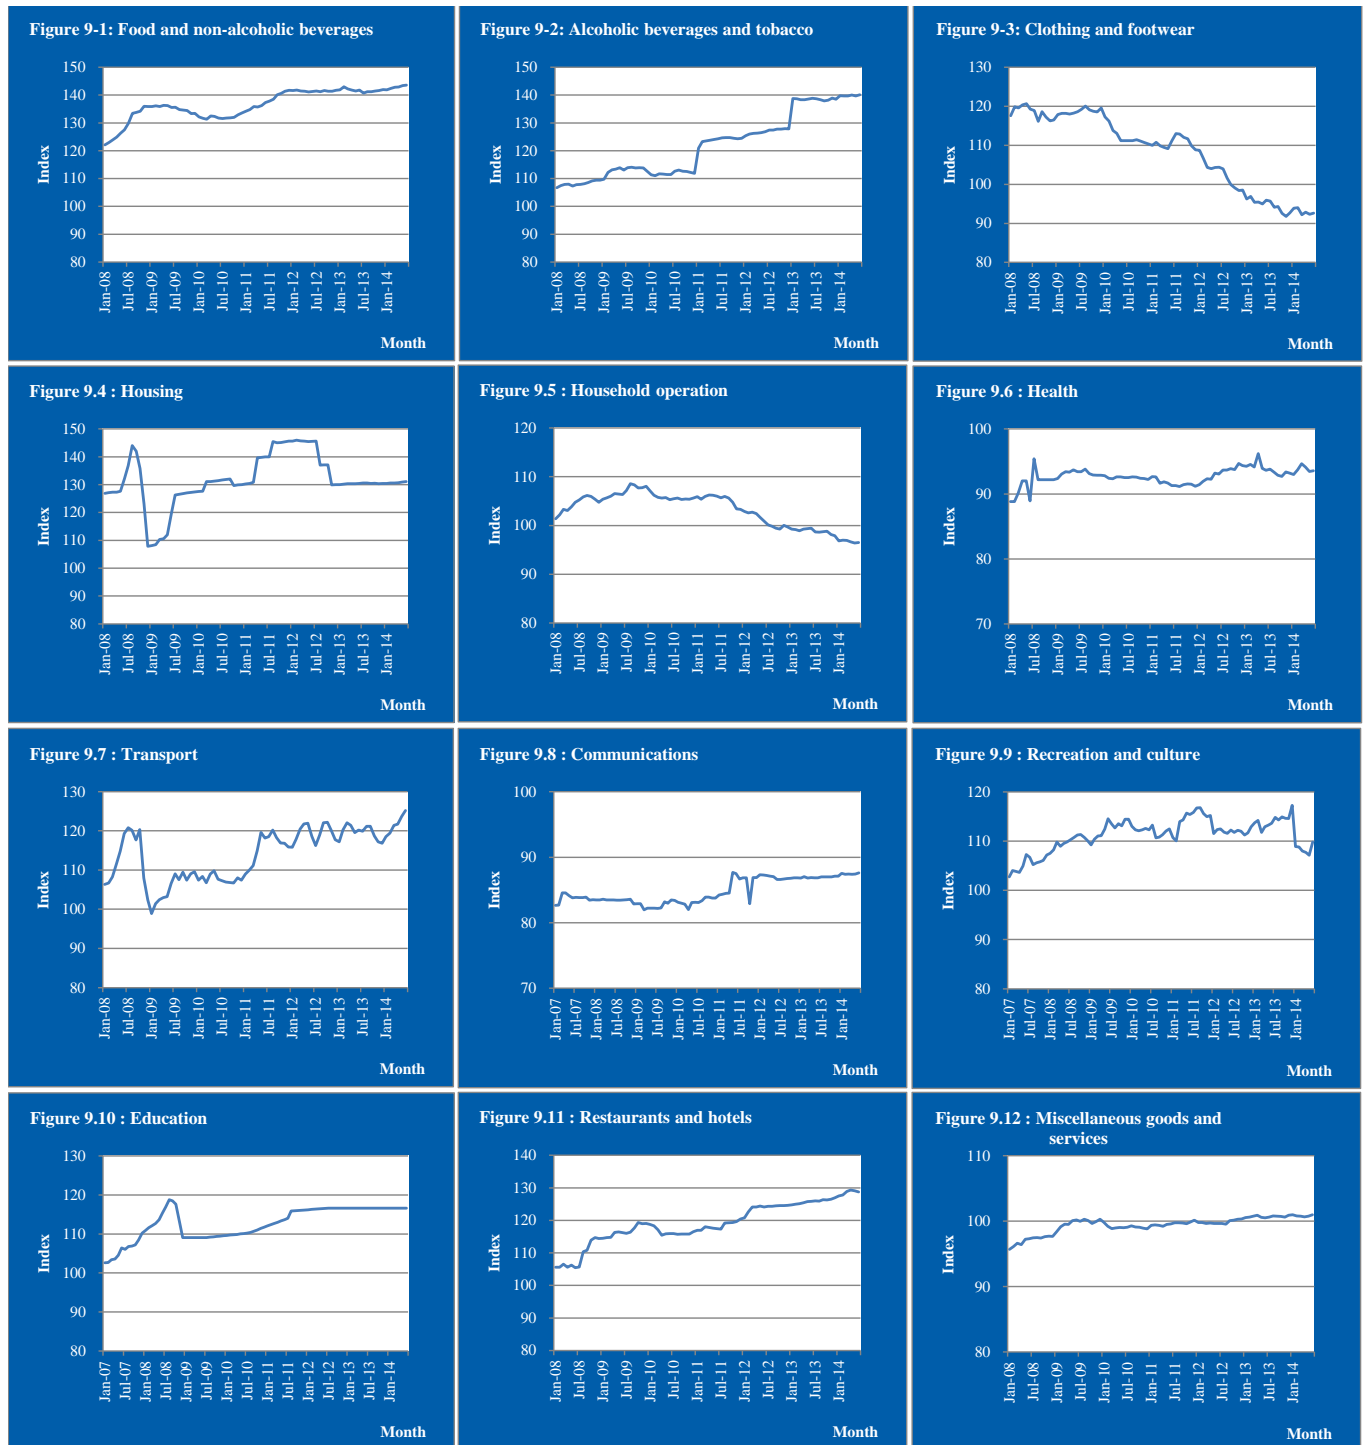 Figure 9-1: Food and non-alcoholic beverages
150
140
130
120
110
100
90
80
Index
Jan-08
Jul-08
Jan-09
Jul-09
Jan-10
Jul-10
Jan-11
Jul-11
Jan-12
Jul-12
Jan-13
Jul-13
Jan-14
Month
Figure 9-2: Alcoholic beverages and tobacco
150
140
130
120
110
100
90
80
Index
Jan-08
Jul-08
Jan-09
Jul-09
Jan-10
Jul-10
Jan-11
Jul-11
Jan-12
Jul-12
Jan-13
Jul-13
Jan-14
Month
Figure 9-3: Clothing and footwear
130
120
110
100
90
80
Index
Jan-08
Jul-08
Jan-09
Jul-09
Jan-10
Jul-10
Jan-11
Jul-11
Jan-12
Jul-12
Jan-13
Jul-13
Jan-14
Month
Figure 9.4 : Housing
150
140
130
120
110
100
90
80
Index
Jan-08
Jul-08
Jan-09
Jul-09
Jan-10
Jul-10
Jan-11
Jul-11
Jan-12
Jul-12
Jan-13
Jul-13
Jan-14
Month
Figure 9.5 : Household operation
120
110
100
90
80
Index
Jan-08
Jul-08
Jan-09
Jul-09
Jan-10
Jul-10
Jan-11
Jul-11
Jan-12
Jul-12
Jan-13
Jul-13
Jan-14
Month
Figure 9.6 : Health
100
90
80
70
Index
Jan-08
Jul-08
Jan-09
Jul-09
Jan-10
Jul-10
Jan-11
Jul-11
Jan-12
Jul-12
Jan-13
Jul-13
Jan-14
Month
Figure 9.7 : Transport
130
120
110
100
90
80
Index
Jan-08
Jul-08
Jan-09
Jul-09
Jan-10
Jul-10
Jan-11
Jul-11
Jan-12
Jul-12
Jan-13
Jul-13
Jan-14
Month
Figure 9.8 : Communications
100
90
80
70
Index
Jan-07
Jul-07
Jan-08
Jul-08
Jan-09
Jul-09
Jan-10
Jul-10
Jan-11
Jul-11
Jan-12
Jul-12
Jan-13
Jul-13
Jan-14
Month
Figure 9.9 : Recreation and culture
120
110
100
90
80
Index
Jan-07
Jul-07
Jan-08
Jul-08
Jan-09
Jul-09
Jan-10
Jul-10
Jan-11
Jul-11
Jan-12
Jul-12
Jan-13
Jul-13
Jan-14
Month
Figure 9.10 : Education
130
120
110
100
90
80
Index
Jan-07
Jul-07
Jan-08
Jul-08
Jan-09
Jul-09
Jan-10
Jul-10
Jan-11
Jul-11
Jan-12
Jul-12
Jan-13
Jul-13
Jan-14
Month
Figure 9.11 : Restaurants and hotels
140
130
120
110
100
90
80
Index
Jan-08
Jul-08
Jan-09
Jul-09
Jan-10
Jul-10
Jan-11
Jul-11
Jan-12
Jul-12
Jan-13
Jul-13
Jan-14
Month
Figure 9.12 : Miscellaneous goods and
services
110
100
90
80
Index
Jan-08
Jul-08
Jan-09
Jul-09
Jan-10
Jul-10
Jan-11
Jul-11
Jan-12
Jul-12
Jan-13
Jul-13
Jan-14
Month